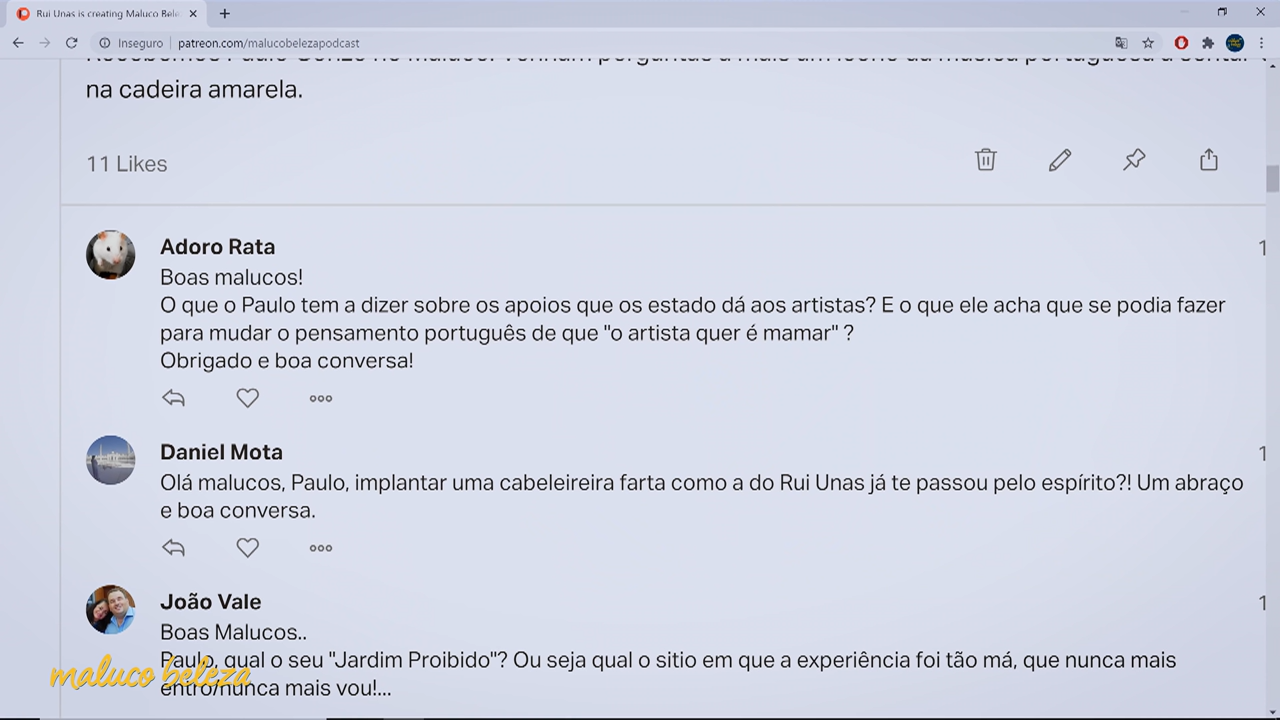 Rui Unas is creating Maluco Bele
Inseguro
patreon.com/malucobelezapodcast
na cadeira amarela.
11 Likes
Adoro Rata
1
Boas malucos!
O que o Paulo tem a dizer sobre os apoios que os estado dá aos artistas? E o que ele acha que se podia fazer
para mudar o pensamento português de que "o artista quer é mamar" ?
Obrigado e boa conversa!
Daniel Mota
1
Olá malucos, Paulo, implantar uma cabeleireira farta como a do Rui Unas já te passou pelo espírito?! Um abraço
e boa conversa.
João Vale
1
Boas Malucos..
Paulo, qual o seu "Jardim Proibido"? Ou seja qual o sitio em que a experiência foi tão má, que nunca mais
entro/nunca mais vou!...
maluco beleza